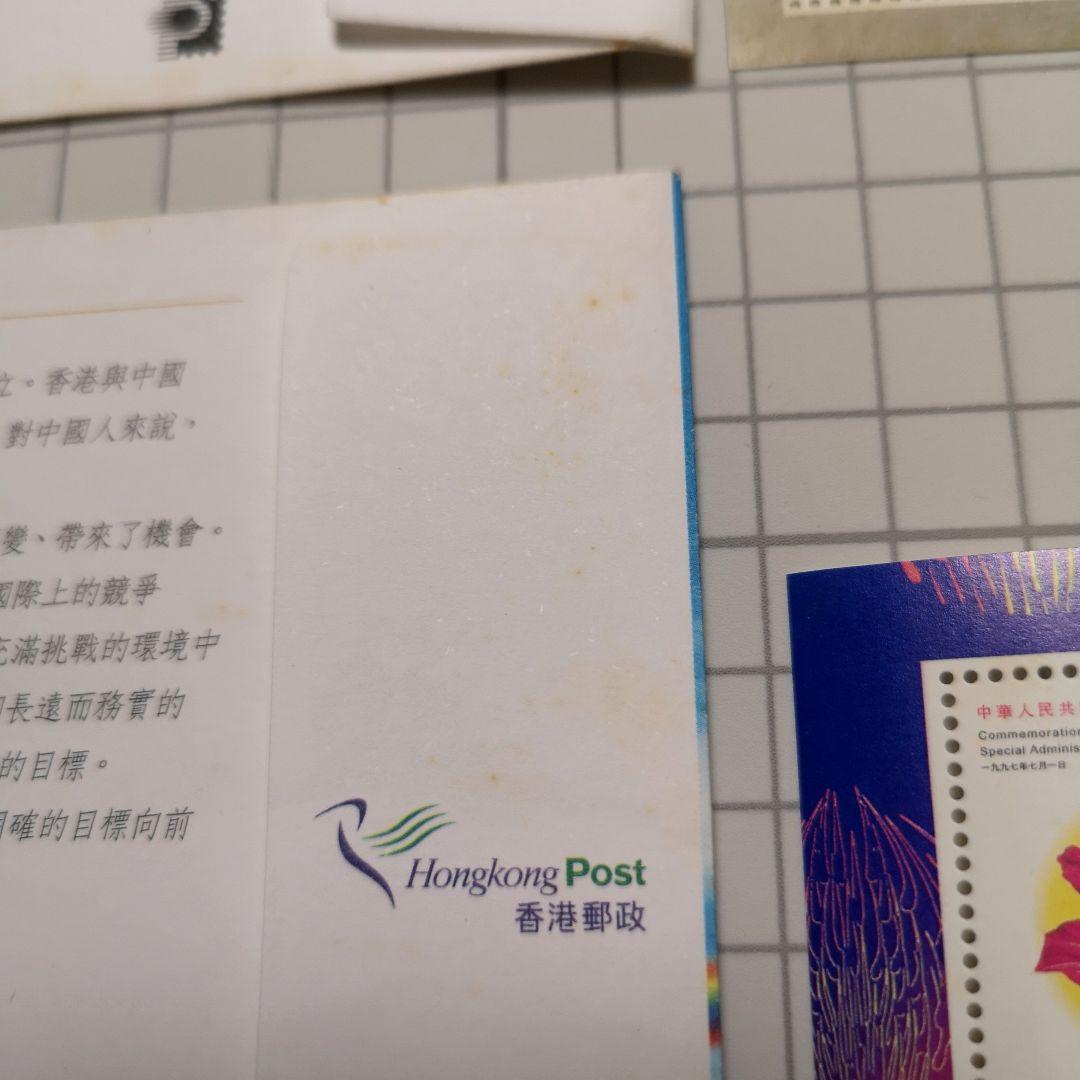 立。香港與中國
對中國人來說，
變、帶來了機會。
國際上的競爭
充滿挑戰的環境中
長遠而務實的
的目標。
確的目標向前
Hongkong Post
香港郵政
中華人民共
Commemoration
Special Adminis
一九九七年七月一日